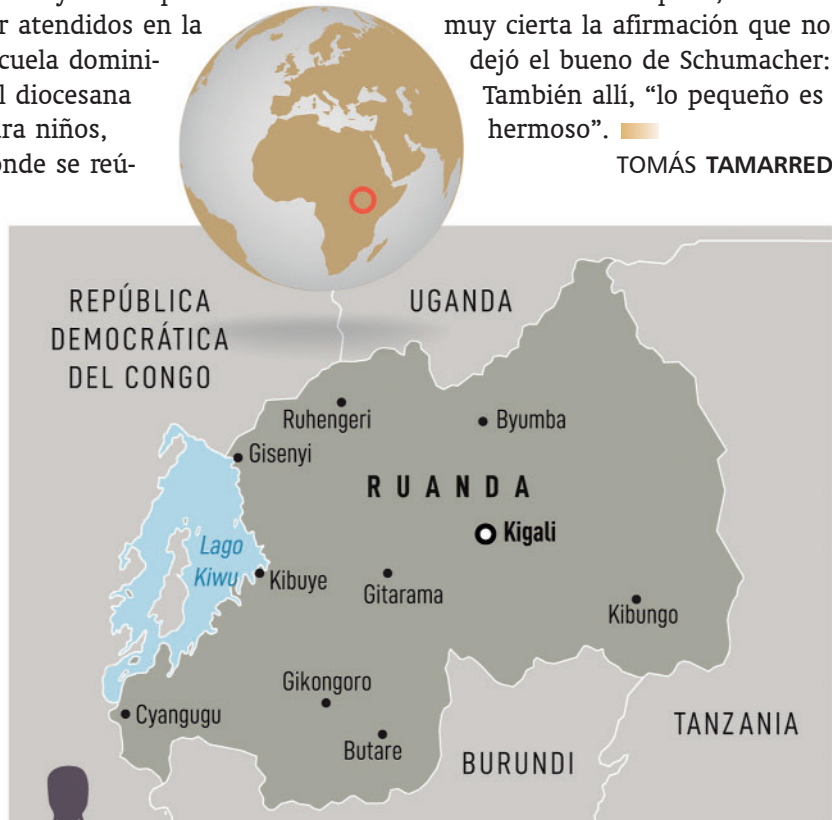 r atendidos en la
cuela domini-
l diocesana
ra niños,
onde se reú-
muy cierta la afirmación que no
dejó el bueno de Schumacher:
También allí, “lo pequeño es
hermoso”.
TOMÁS TAMARRED
REPÚBLICA
DEMOCRÁTICA
DEL CONGO
UGANDA
Ruhengeri
Byumba
Gisenyi
RUANDA
Kigali
Lago
Kiwu
Kibuye
Gitarama
Kibungo
Gikongoro
Cyangugu
Butare
TANZANIA
BURUNDI